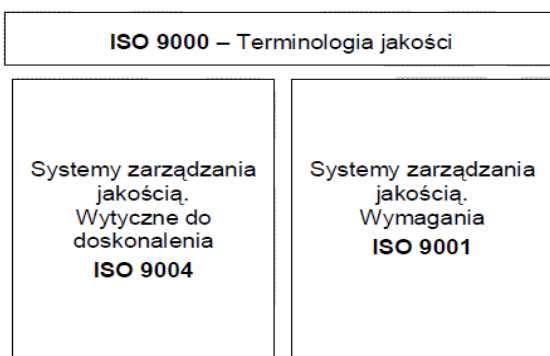 ISO 9000 – Terminologia jakości
Systemy zarządzania
jakością.
Wytyczne do
doskonalenia
ISO 9004
Systemy zarządzania
jakością.
Wymagania
ISO 9001